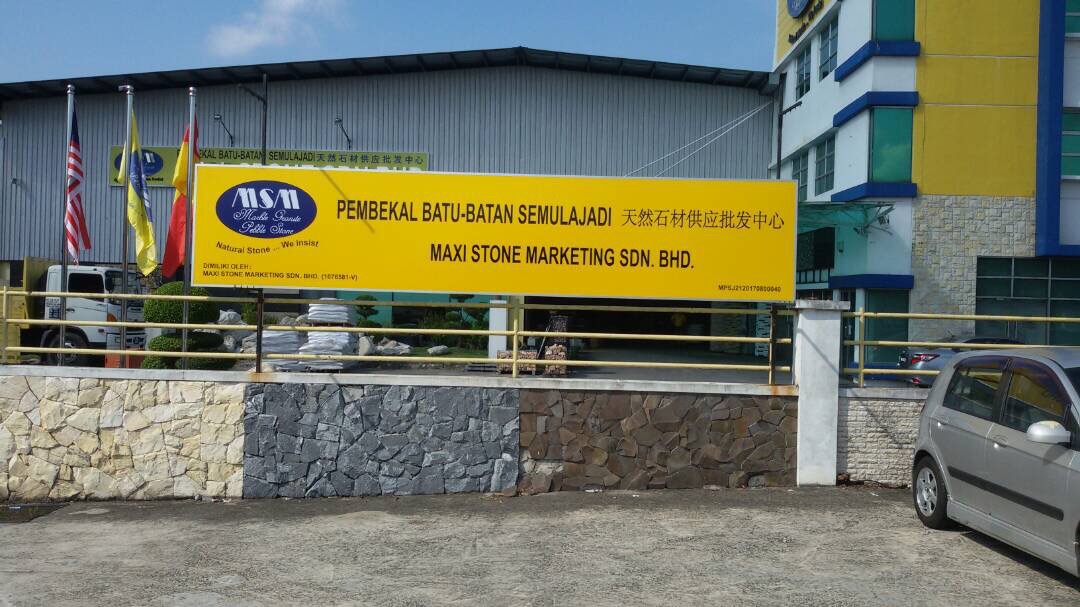 KAL BATU-BATAN SEMULAJADI 天然石材供应批发中心
MSM
Marble Granite
Pebble Stone
Natural Stone ... We Insist
PEMBEKAL BATU-BATAN SEMULAJADI 天然石材供应批发中心
MAXI STONE MARKETING SDN. BHD.
DIMILIKI OLEH :
MAXI STONE MARKETING SDN. BHD. (1076581-V)
MPSJ2120170800040